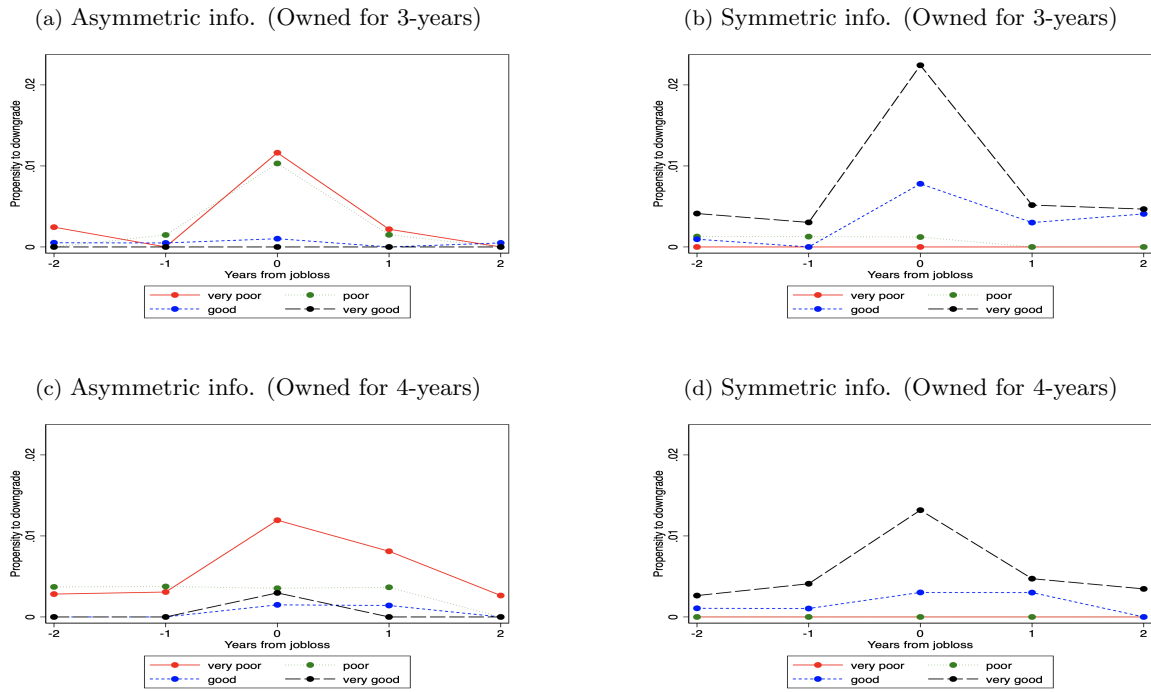 (a) Asymmetric info. (Owned for 3-years)
Propensity to downgrade
0 .01 .02
-2 -1 0 1 2
Years from jobloss
very poor poor
good very good
(b) Symmetric info. (Owned for 3-years)
Propensity to downgrade
0 .01 .02
-2 -1 0 1 2
Years from jobloss
very poor poor
good very good
(c) Asymmetric info. (Owned for 4-years)
Propensity to downgrade
0 .01 .02
-2 -1 0 1 2
Years from jobloss
very poor poor
good very good
(d) Symmetric info. (Owned for 4-years)
Propensity to downgrade
0 .01 .02
-2 -1 0 1 2
Years from jobloss
very poor poor
good very good